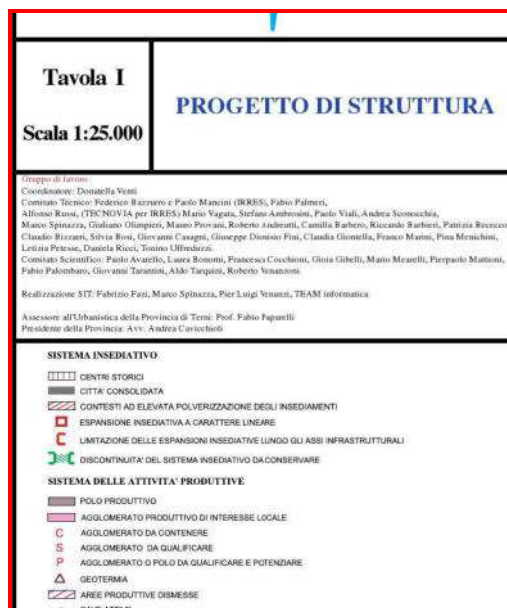 Tavola I
Scala 1:25.000
PROGETTO DI STRUTTURA
Gruppo di lavoro
Coordinatore: Donatella Venti
Comitato Tecnico: Federico Bazzurro e Paolo Mancini (IRRES), Fabio Palmeri,
Alfonso Russi, (TECNOVIA per IRRES) Mario Vagata, Stefano Ambrosini, Paolo Viali, Andrea Sconocchia,
Marco Spinazza, Giuliano Olimpieri, Mauro Provani, Roberto Andreutti, Camilla Barbero, Riccardo Barbieri, Patrizia
Claudio Bizzarri, Silvia Bosi, Giovanni Casagni, Giuseppe Dionisio Fini, Claudia Giontella, Franco Marini, Pina Menichini,
Letizia Petesse, Daniela Ricci, Tonino Uffreduzzi.
Comitato Scientifico: Paolo Avarello, Laura Bonomi, Francesca Cocchioni, Gioia Gibelli, Mario Mearelli, Pierpaolo Mattioni,
Fabio Palombaro, Giovanni Tarantini, Aldo Tarquini, Roberto Venanzoni.
Realizzazione SIT: Fabrizio Fazi, Marco Spinazza, Pier Luigi Venanzi, TEAM informatica
Assessore all'Urbanistica della Provincia di Terni: Prof. Fabio Paparelli
Presidente della Provincia: Avv. Andrea Cavicchioli
SISTEMA INSEDIATIVO
CENTRI STORICI
CITTA' CONSOLIDATA
CONTESTI AD ELEVATA POLVERIZZAZIONE DEGLI INSEDIAMENTI
ESPANSIONE INSEDIATIVA A CARATTERE LINEARE
LIMITAZIONE DELLE ESPANSIONI INSEDIATIVE LUNGO GLI ASSI INFRASTRUTTURALI
DISCONTINUITA' DEL SISTEMA INSEDIATIVO DA CONSERVARE
SISTEMA DELLE ATTIVITA' PRODUTTIVE
POLO PRODUTTIVO
AGGLOMERATO PRODUTTIVO DI INTERESSE LOCALE
C AGGLOMERATO DA CONTENERE
S AGGLOMERATO DA QUALIFICARE
P AGGLOMERATO O POLO DA QUALIFICARE E POTENZIARE
GEOTERMIA
AREE PRODUTTIVE DISMESSE